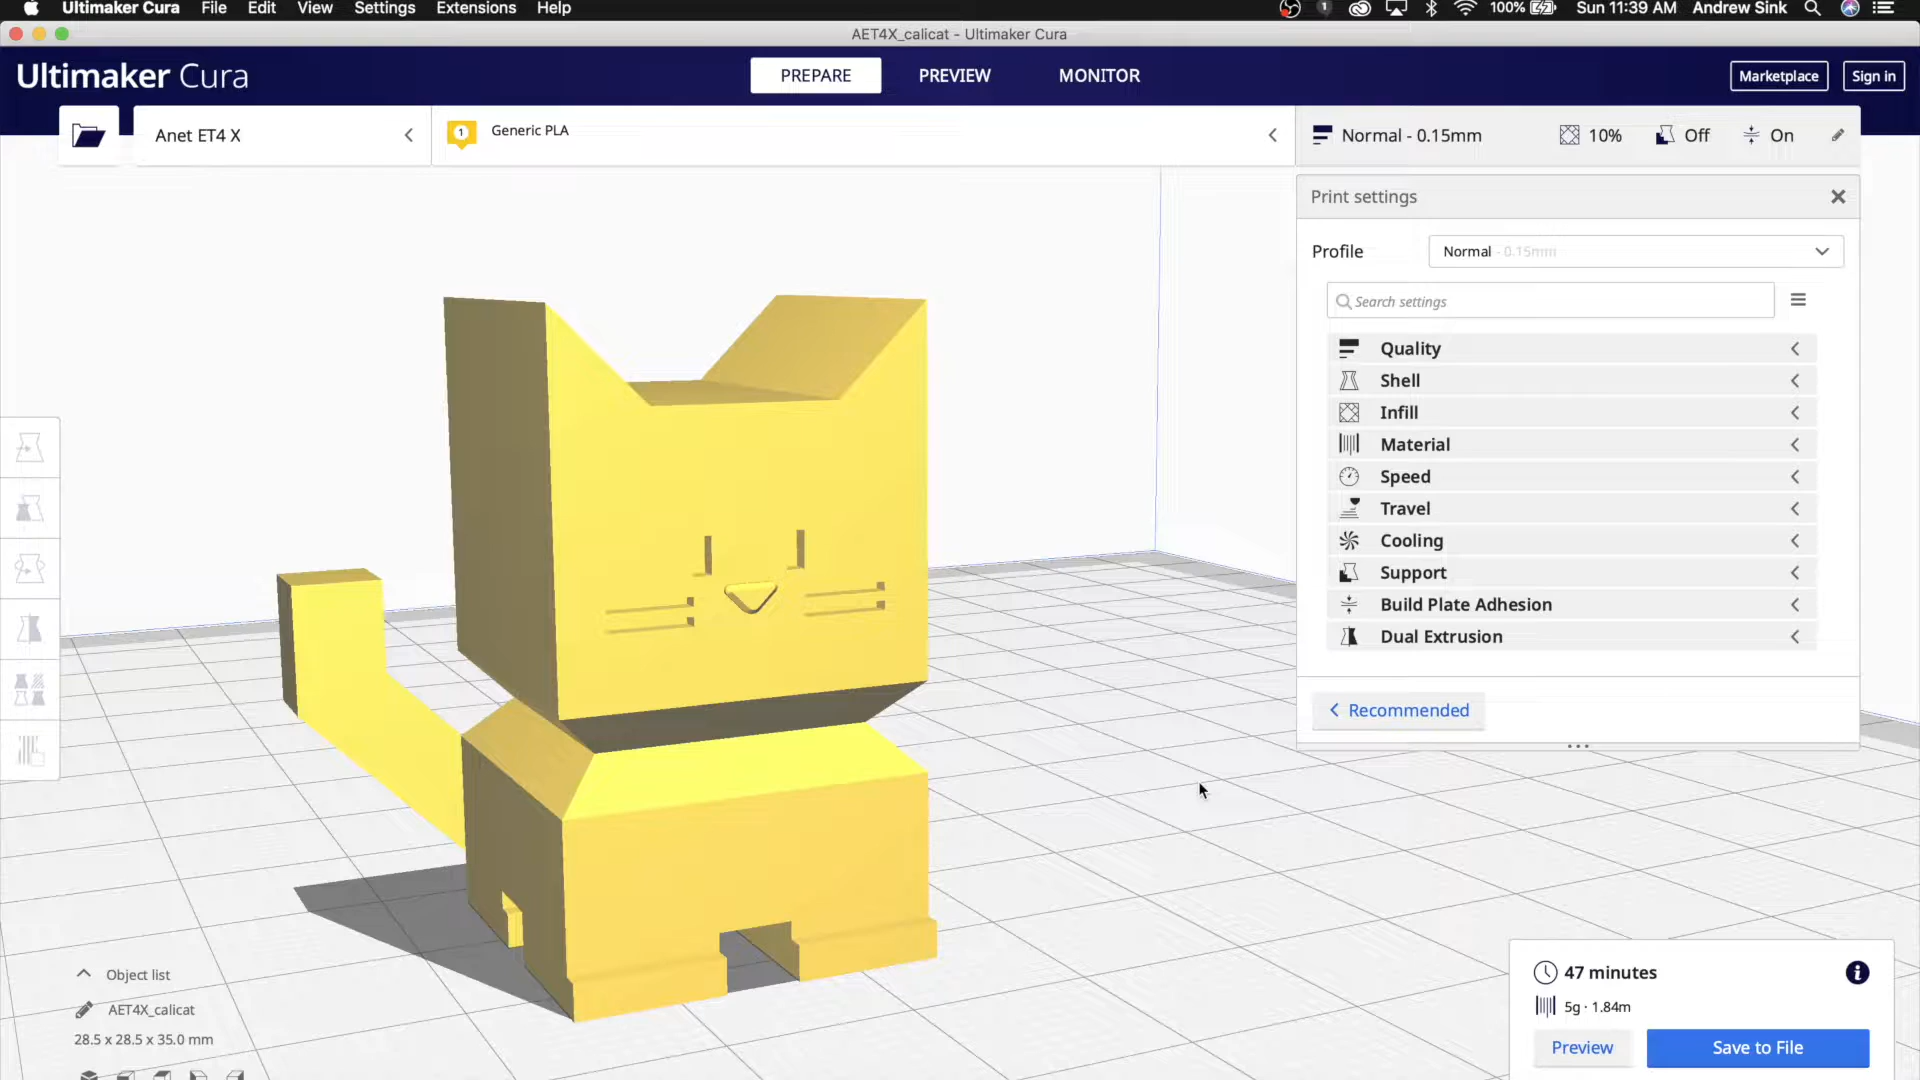 Ultimaker Cura File Edit View Settings Extensions Help 1 100% Sun 11:39 AM Andrew Sink
AET4X_calicat - Ultimaker Cura
Ultimaker Cura PREPARE PREVIEW MONITOR Marketplace Sign in
Anet ET4 X 1 Generic PLA Normal - 0.15mm 10% Off On
Print settings
Profile Normal - 0.15mm
Search settings
Quality
Shell
Infill
Material
Speed
Travel
Cooling
Support
Build Plate Adhesion
Dual Extrusion
Recommended
Object list
AET4X_calicat
28.5 x 28.5 x 35.0 mm
47 minutes
5g · 1.84m
Preview Save to File